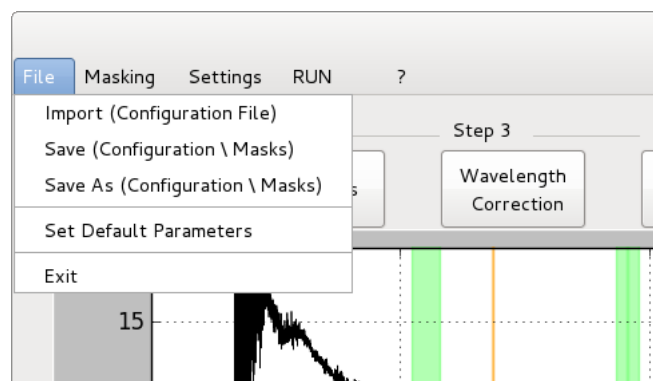 File Masking Settings RUN ?
Import (Configuration File)
Save (Configuration \ Masks)
Save As (Configuration \ Masks)
Set Default Parameters
Exit
Step 3
s
Wavelength
Correction
15